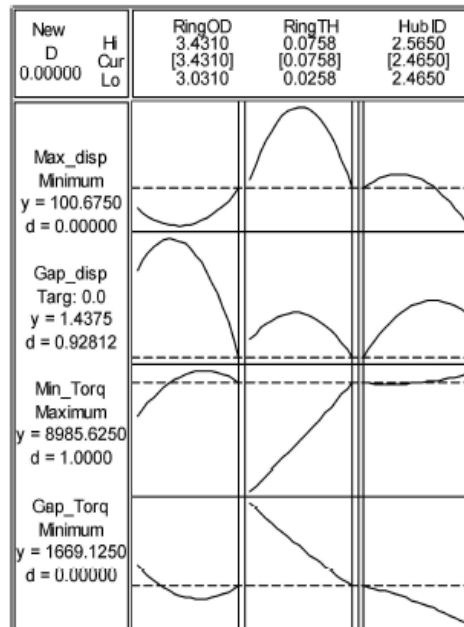 New
D
0.00000
Hi
Cur
Lo
RingOD
3.4310
[3.4310]
3.0310
RingTH
0.0758
[0.0758]
0.0258
Hub ID
2.5650
[2.4650]
2.4650
Max_disp
Minimum
y = 100.6750
d = 0.00000
Gap_disp
Targ: 0.0
y = 1.4375
d = 0.92812
Min_Torq
Maximum
y = 8985.6250
d = 1.0000
Gap_Torq
Minimum
y = 1669.1250
d = 0.00000